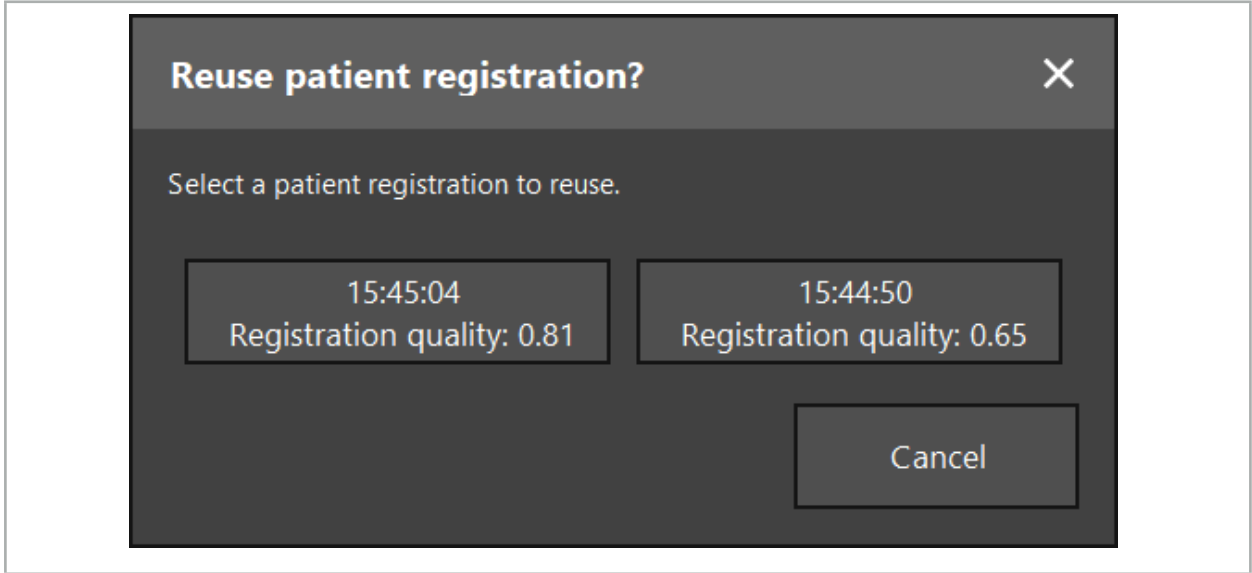 Reuse patient registration?
Select a patient registration to reuse.
15:45:04
Registration quality: 0.81
15:44:50
Registration quality: 0.65
Cancel